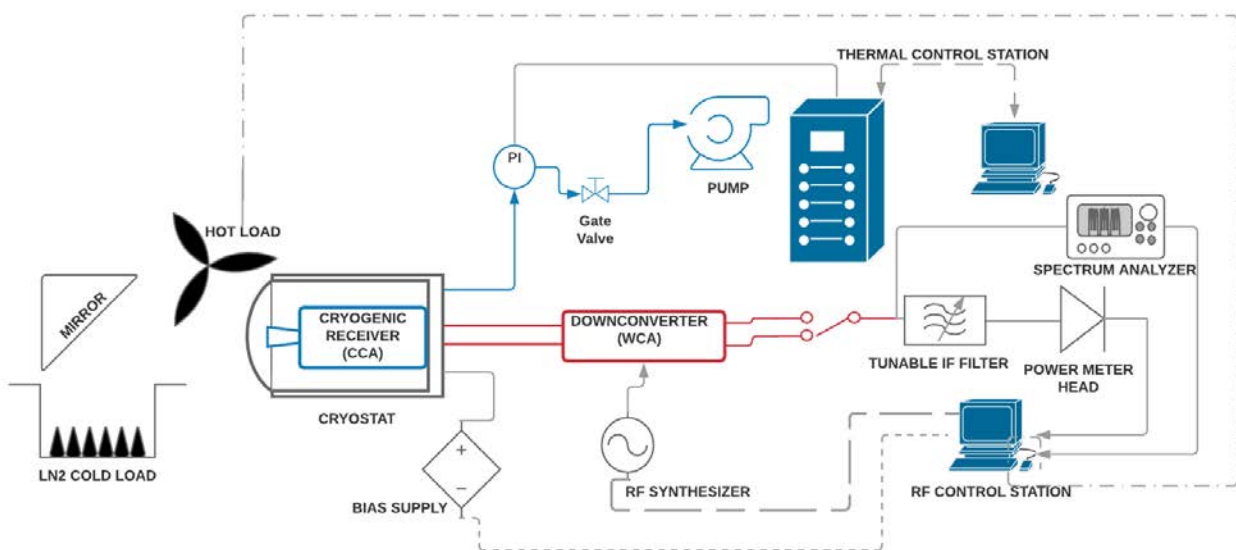 THERMAL CONTROL STATION
PI
PUMP
Gate
Valve
HOT LOAD
SPECTRUM ANALYZER
MIRROR
CRYOGENIC
RECEIVER
(CCA)
DOWNCONVERTER
(WCA)
TUNABLE IF FILTER
POWER METER
HEAD
CRYOSTAT
LN2 COLD LOAD
+
−
BIAS SUPPLY
RF SYNTHESIZER
RF CONTROL STATION